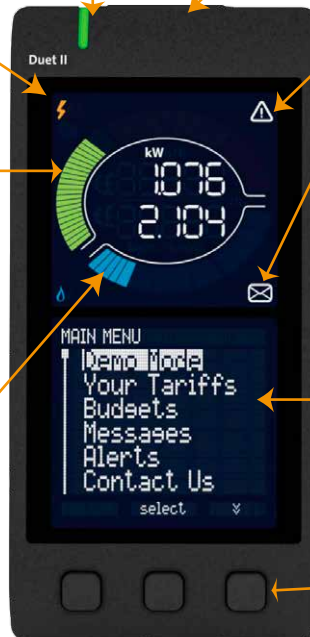 Duet II
kW
1.076
2.104
MAIN MENU
Demo Mode
Your Tariffs
Budgets
Messages
Alerts
Contact Us
select